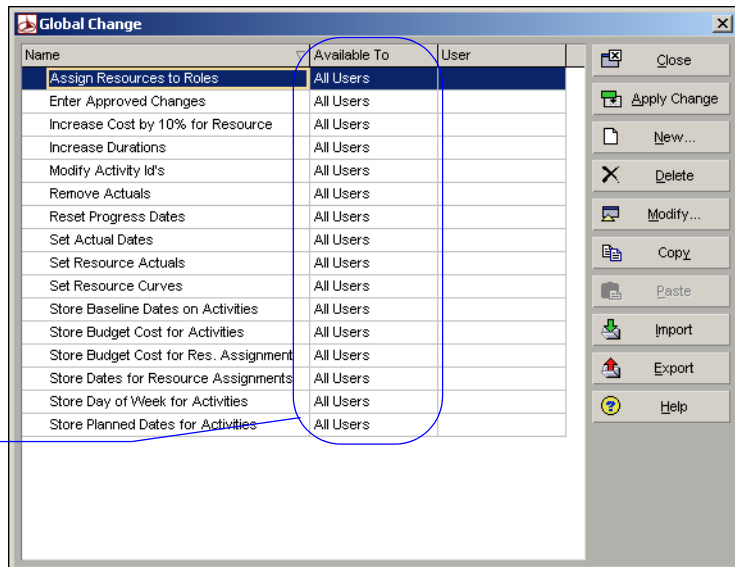 Global Change
Name Available To User
Assign Resources to Roles All Users
Enter Approved Changes All Users
Increase Cost by 10% for Resource All Users
Increase Durations All Users
Modify Activity Id's All Users
Remove Actuals All Users
Reset Progress Dates All Users
Set Actual Dates All Users
Set Resource Actuals All Users
Set Resource Curves All Users
Store Baseline Dates on Activities All Users
Store Budget Cost for Activities All Users
Store Budget Cost for Res. Assignment All Users
Store Dates for Resource Assignments All Users
Store Day of Week for Activities All Users
Store Planned Dates for Activities All Users
Close
Apply Change
New...
Delete
Modify...
Copy
Paste
Import
Export
Help